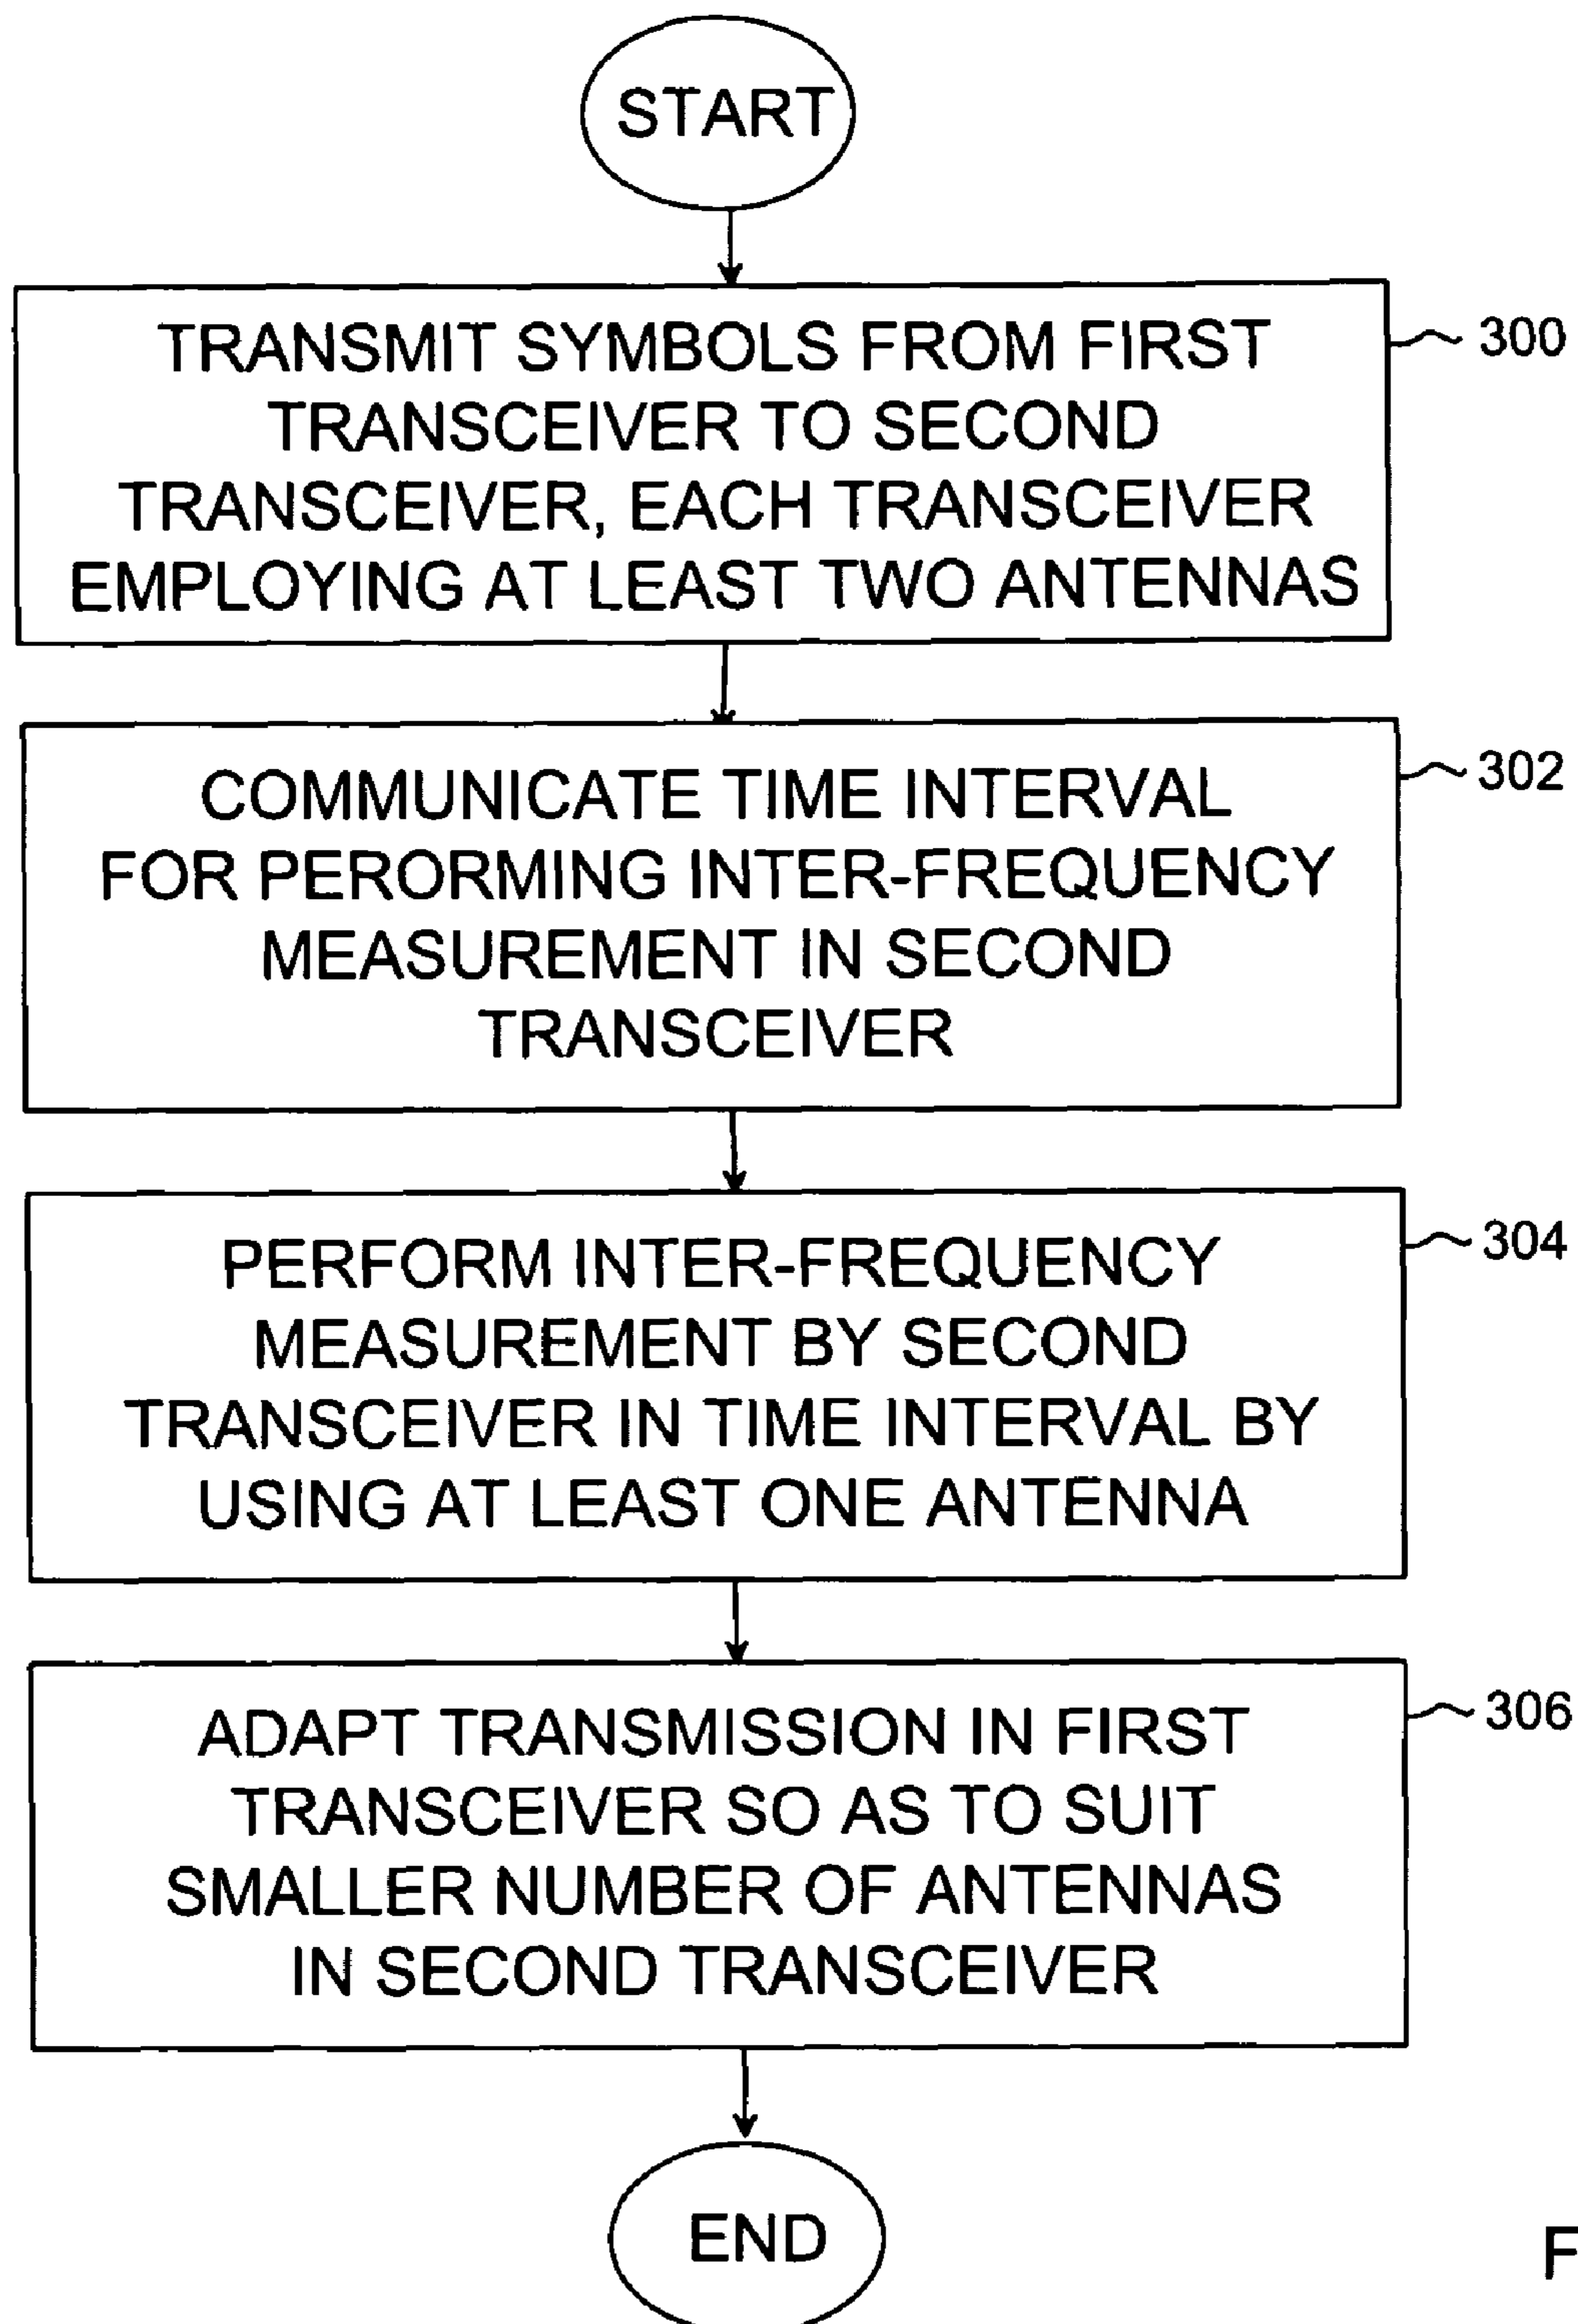 START
TRANSMIT SYMBOLS FROM FIRST
TRANSCEIVER TO SECOND
TRANSCEIVER, EACH TRANSCEIVER
EMPLOYING AT LEAST TWO ANTENNAS
300
COMMUNICATE TIME INTERVAL
FOR PERORMING INTER-FREQUENCY
MEASUREMENT IN SECOND
TRANSCEIVER
302
PERFORM INTER-FREQUENCY
MEASUREMENT BY SECOND
TRANSCEIVER IN TIME INTERVAL BY
USING AT LEAST ONE ANTENNA
304
ADAPT TRANSMISSION IN FIRST
TRANSCEIVER SO AS TO SUIT
SMALLER NUMBER OF ANTENNAS
IN SECOND TRANSCEIVER
306
END